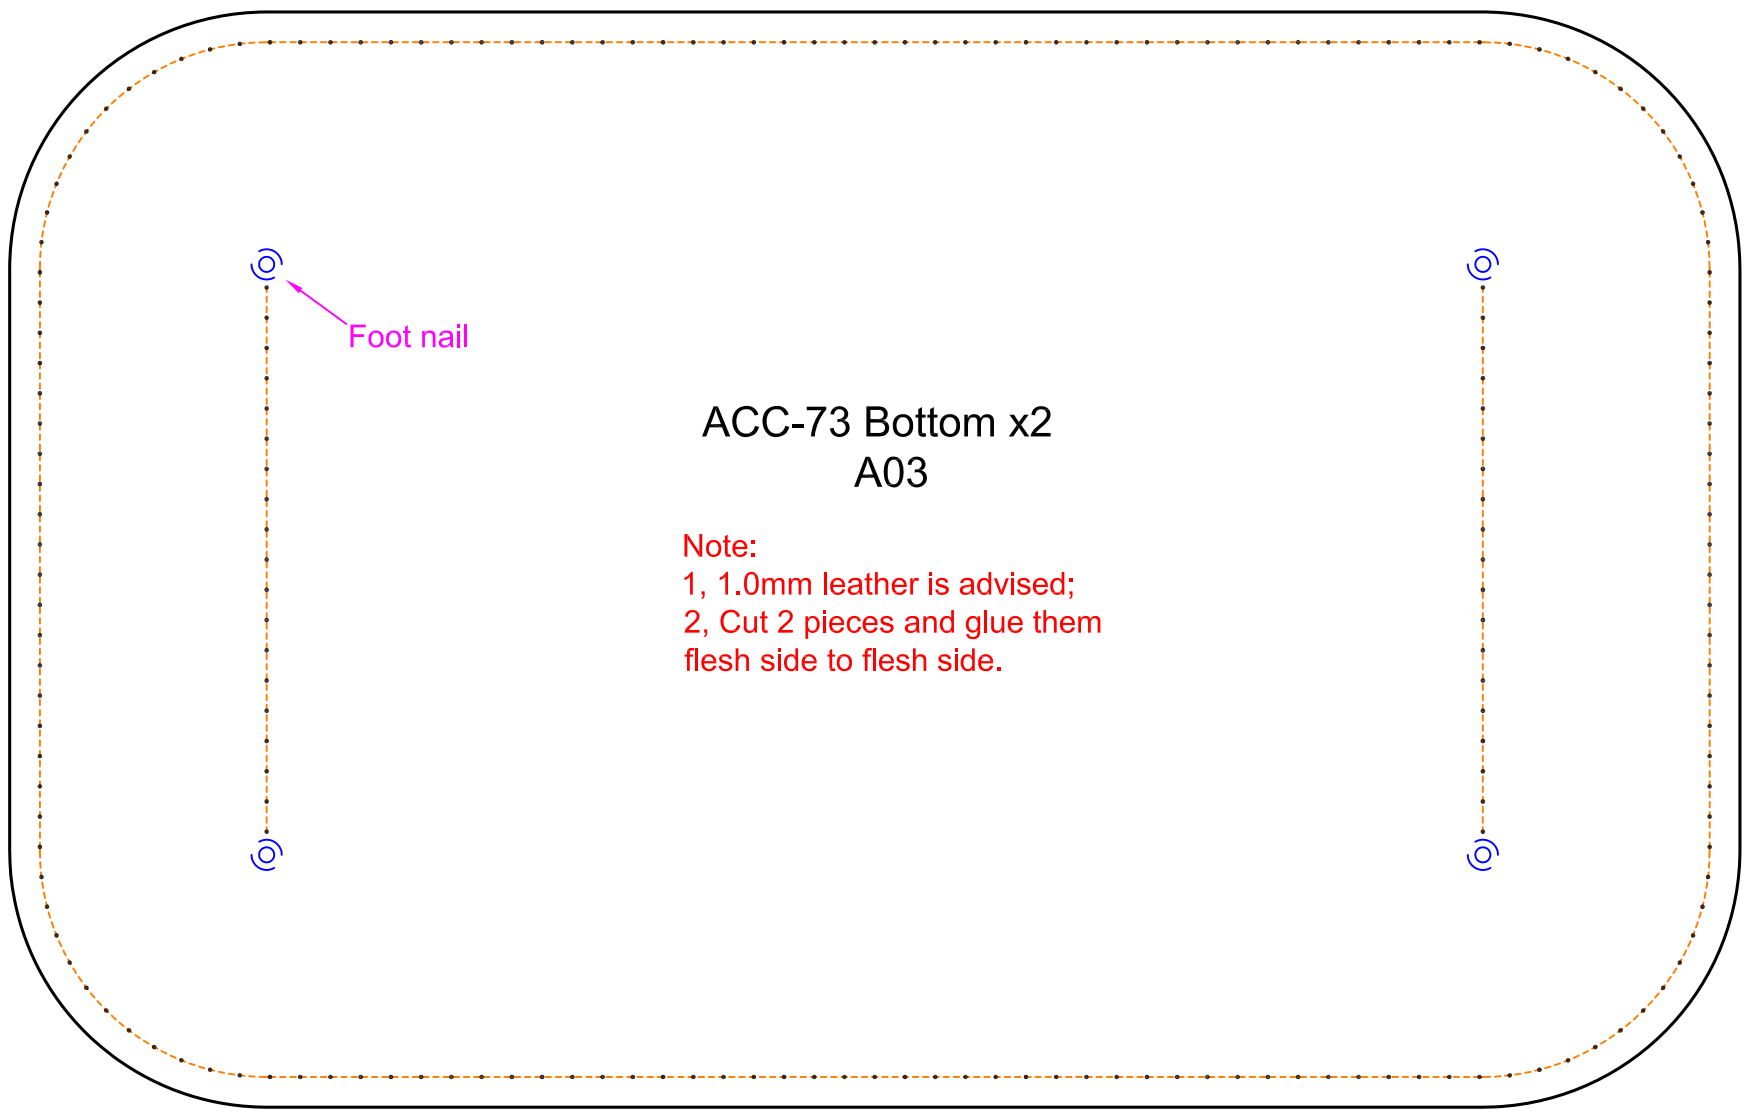 Foot nail
ACC-73 Bottom x2
A03
Note:
1, 1.0mm leather is advised;
2, Cut 2 pieces and glue them
flesh side to flesh side.